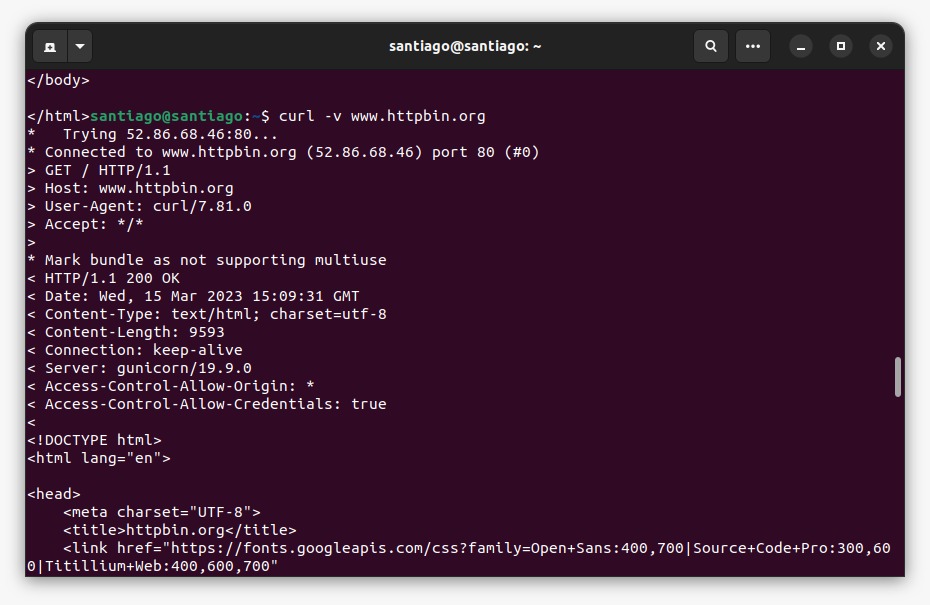 santiago@santiago: ~
</body>
</html>santiago@santiago:~$ curl -v www.httpbin.org
*   Trying 52.86.68.46:80...
* Connected to www.httpbin.org (52.86.68.46) port 80 (#0)
> GET / HTTP/1.1
> Host: www.httpbin.org
> User-Agent: curl/7.81.0
> Accept: */*
>
* Mark bundle as not supporting multiuse
< HTTP/1.1 200 OK
< Date: Wed, 15 Mar 2023 15:09:31 GMT
< Content-Type: text/html; charset=utf-8
< Content-Length: 9593
< Connection: keep-alive
< Server: gunicorn/19.9.0
< Access-Control-Allow-Origin: *
< Access-Control-Allow-Credentials: true
<
<!DOCTYPE html>
<html lang="en">
<head>
    <meta charset="UTF-8">
    <title>httpbin.org</title>
    <link href="https://fonts.googleapis.com/css?family=Open+Sans:400,700|Source+Code+Pro:300,60
0|Titillium+Web:400,600,700"